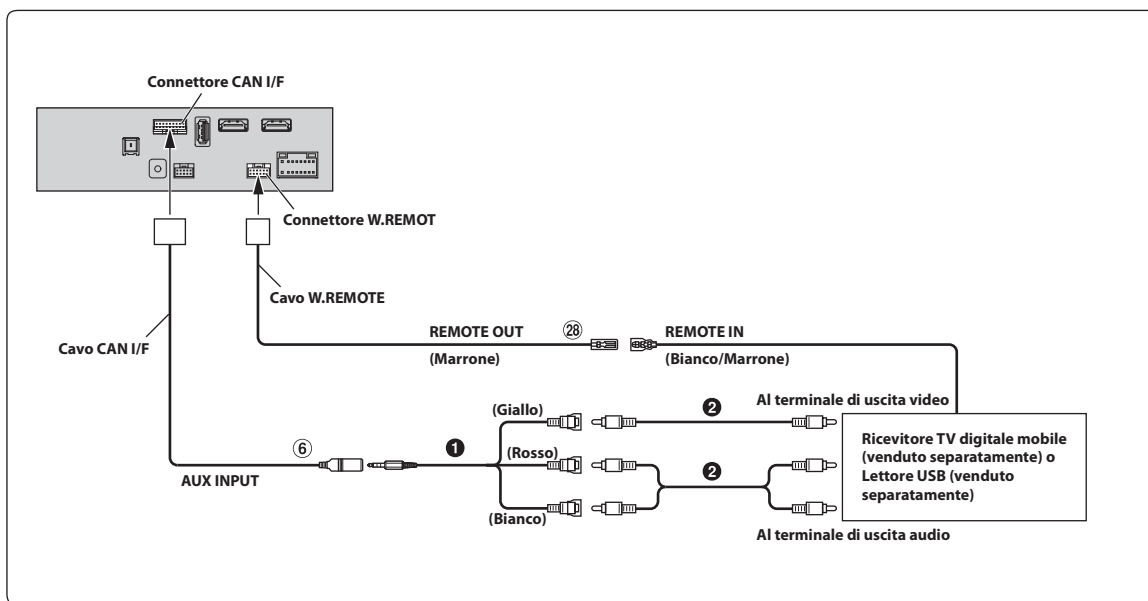 Connettore CAN I/F
Connettore W.REMOT
Cavo W.REMOTE
Cavo CAN I/F
REMOTE OUT
(Marrone)
㉘
REMOTE IN
(Bianco/Marrone)
Al terminale di uscita video
(Giallo)
❷
Ricevitore TV digitale mobile
(venduto separatamente) o
Lettore USB (venduto
separatamente)
⑥
AUX INPUT
❶
(Rosso)
❷
(Bianco)
Al terminale di uscita audio